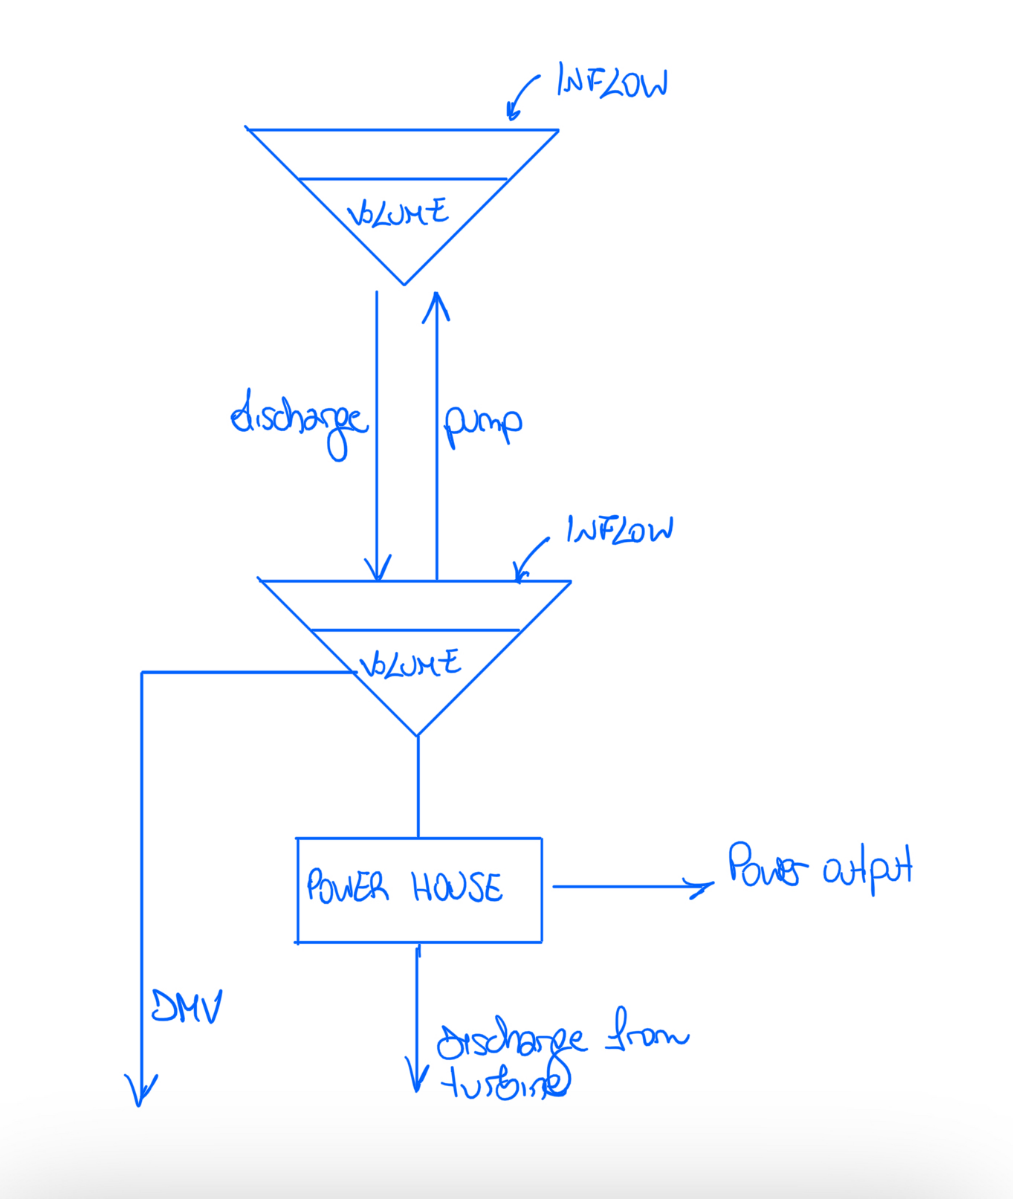 INFLOW
VOLUME
discharge
pump
INFLOW
VOLUME
POWER HOUSE
Power output
DMV
Discharge from
turbine